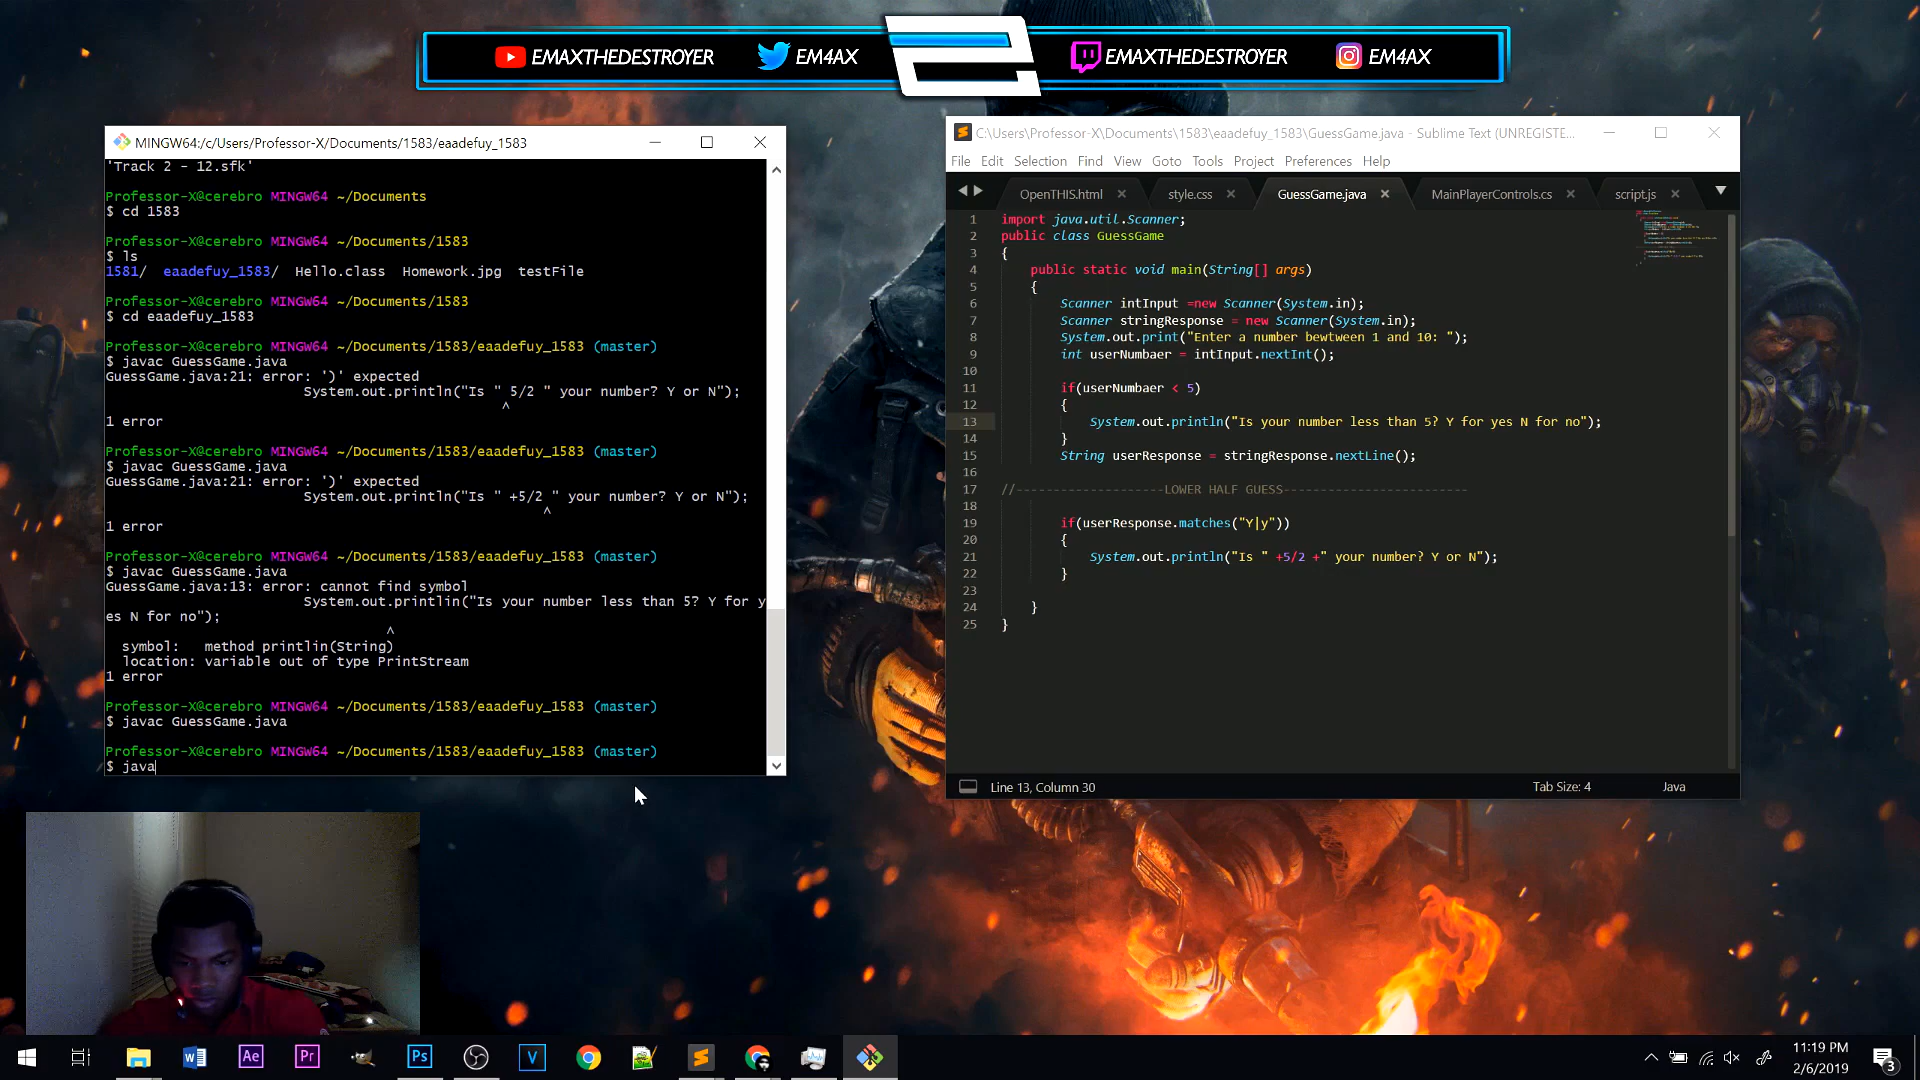 EMAXTHEDESTROYER EM4AX EMAXTHEDESTROYER EM4AX
MINGW64:/c/Users/Professor-X/Documents/1583/eaadefuy_1583
'Track 2 - 12.sfk'
Professor-X@cerebro MINGW64 ~/Documents
$ cd 1583
Professor-X@cerebro MINGW64 ~/Documents/1583
$ ls
1581/ eaadefuy_1583/ Hello.class Homework.jpg testFile
Professor-X@cerebro MINGW64 ~/Documents/1583
$ cd eaadefuy_1583
Professor-X@cerebro MINGW64 ~/Documents/1583/eaadefuy_1583 (master)
$ javac GuessGame.java
GuessGame.java:21: error: ')' expected
System.out.println("Is " 5/2 " your number? Y or N");
^
1 error
Professor-X@cerebro MINGW64 ~/Documents/1583/eaadefuy_1583 (master)
$ javac GuessGame.java
GuessGame.java:21: error: ')' expected
System.out.println("Is " +5/2 " your number? Y or N");
^
1 error
Professor-X@cerebro MINGW64 ~/Documents/1583/eaadefuy_1583 (master)
$ javac GuessGame.java
GuessGame.java:13: error: cannot find symbol
System.out.printlin("Is your number less than 5? Y for y
es N for no");
^
symbol: method printlin(String)
location: variable out of type PrintStream
1 error
Professor-X@cerebro MINGW64 ~/Documents/1583/eaadefuy_1583 (master)
$ javac GuessGame.java
Professor-X@cerebro MINGW64 ~/Documents/1583/eaadefuy_1583 (master)
$ java
C:\Users\Professor-X\Documents\1583\eaadefuy_1583\GuessGame.java - Sublime Text (UNREGISTE...
File Edit Selection Find View Goto Tools Project Preferences Help
OpenTHIS.html style.css GuessGame.java MainPlayerControls.cs script.js
1 import java.util.Scanner;
2 public class GuessGame
3 {
4 public static void main(String[] args)
5 {
6 Scanner intInput =new Scanner(System.in);
7 Scanner stringResponse = new Scanner(System.in);
8 System.out.print("Enter a number bewtween 1 and 10: ");
9 int userNumbaer = intInput.nextInt();
10
11 if(userNumbaer < 5)
12 {
13 System.out.println("Is your number less than 5? Y for yes N for no");
14 }
15 String userResponse = stringResponse.nextLine();
16
17 //--------------------LOWER HALF GUESS-------------------------
18
19 if(userResponse.matches("Y|y"))
20 {
21 System.out.println("Is " +5/2 +" your number? Y or N");
22 }
23
24 }
25 }
Line 13, Column 30 Tab Size: 4 Java
W Ae Pr Ps V
11:19 PM
2/6/2019
3